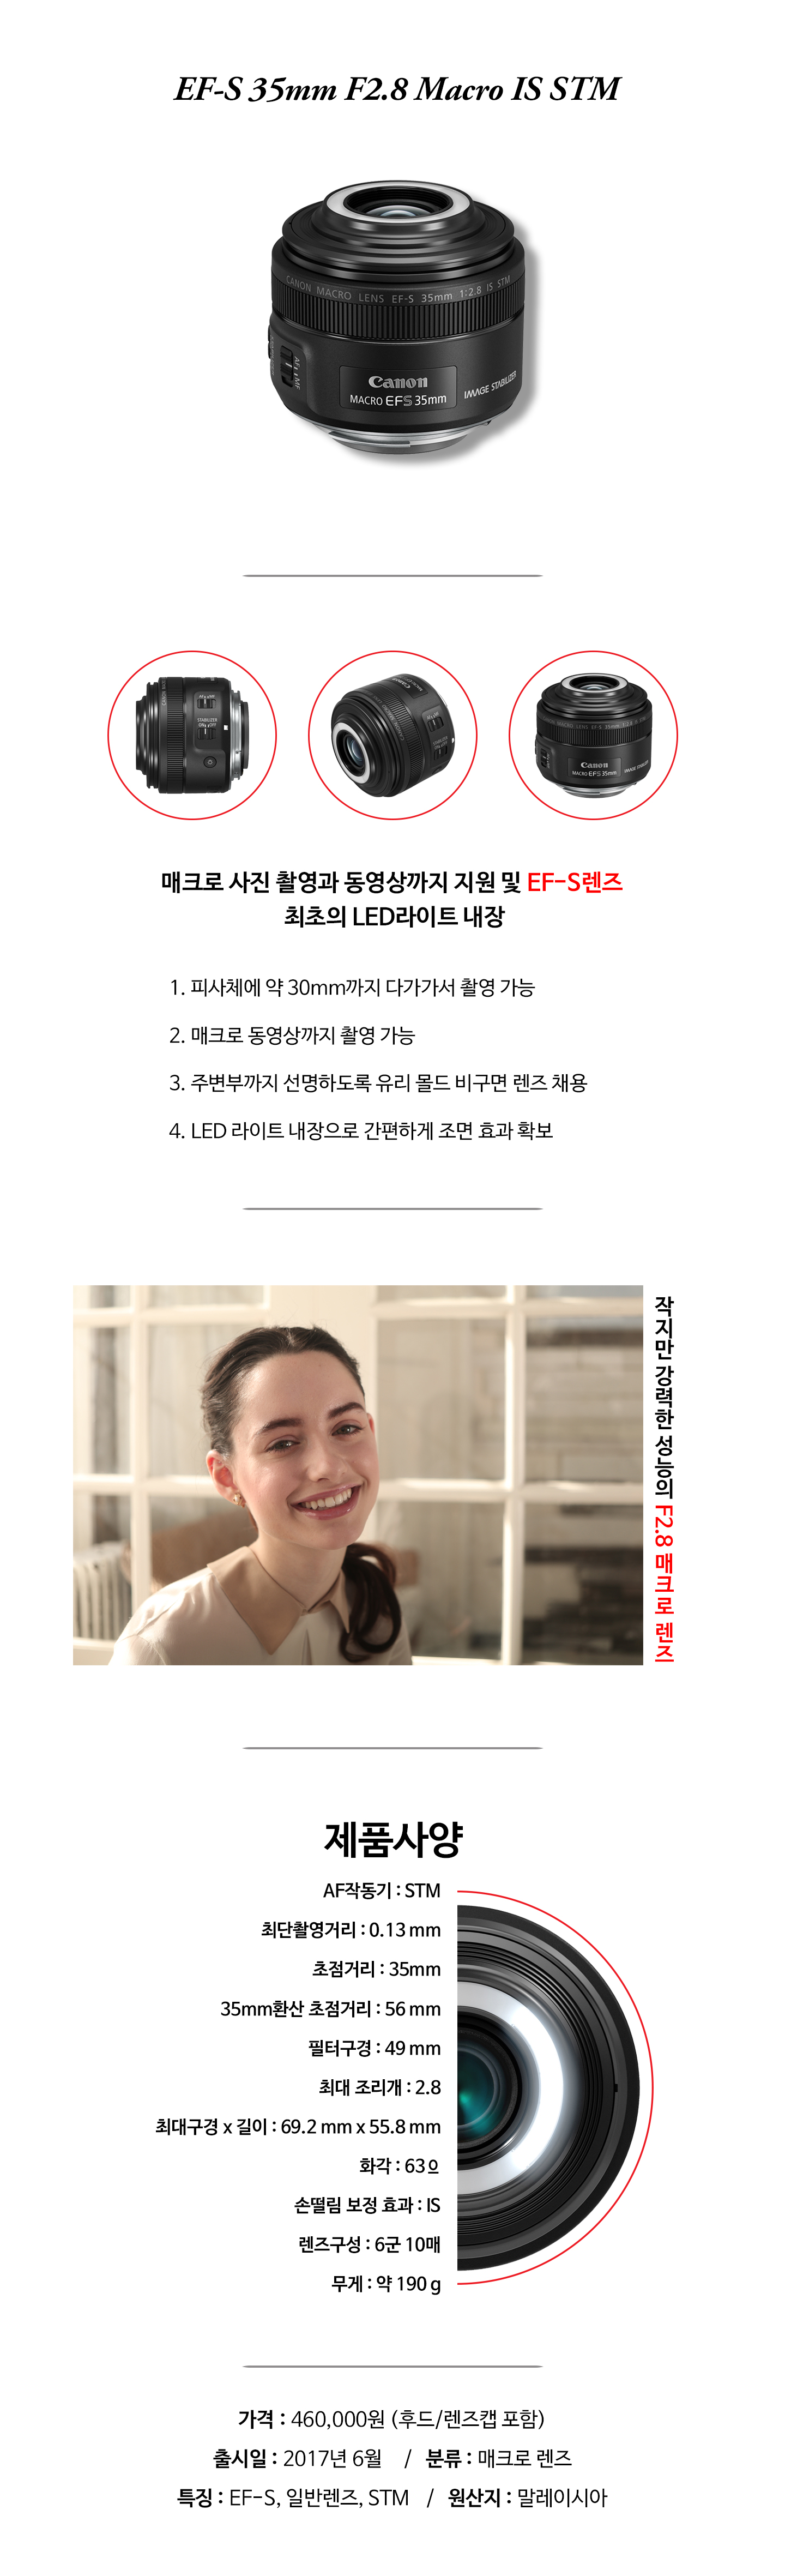 EF-S 35mm F2.8 Macro IS STM
CANON MACRO LENS EF-S 35mm 1:2.8 IS STM
AF MF
Canon
MACRO EFS 35mm
IMAGE STABILIZER
STABILIZER
ON OFF
Canon
MACRO EFS 35mm
매크로 사진 촬영과 동영상까지 지원 및 EF-S렌즈
최초의 LED라이트 내장
1. 피사체에 약 30mm까지 다가가서 촬영 가능
2. 매크로 동영상까지 촬영 가능
3. 주변부까지 선명하도록 유리 몰드 비구면 렌즈 채용
4. LED 라이트 내장으로 간편하게 조면 효과 확보
작지만 강력한 성능의 F2.8 매크로 렌즈
제품사양
AF작동기 : STM
최단촬영거리 : 0.13 mm
초점거리 : 35mm
35mm환산 초점거리 : 56 mm
필터구경 : 49 mm
최대 조리개 : 2.8
최대구경 x 길이 : 69.2 mm x 55.8 mm
화각 : 63º
손떨림 보정 효과 : IS
렌즈구성 : 6군 10매
무게 : 약 190 g
가격 : 460,000원 (후드/렌즈캡 포함)
출시일 : 2017년 6월 / 분류 : 매크로 렌즈
특징 : EF-S, 일반렌즈, STM / 원산지 : 말레이시아